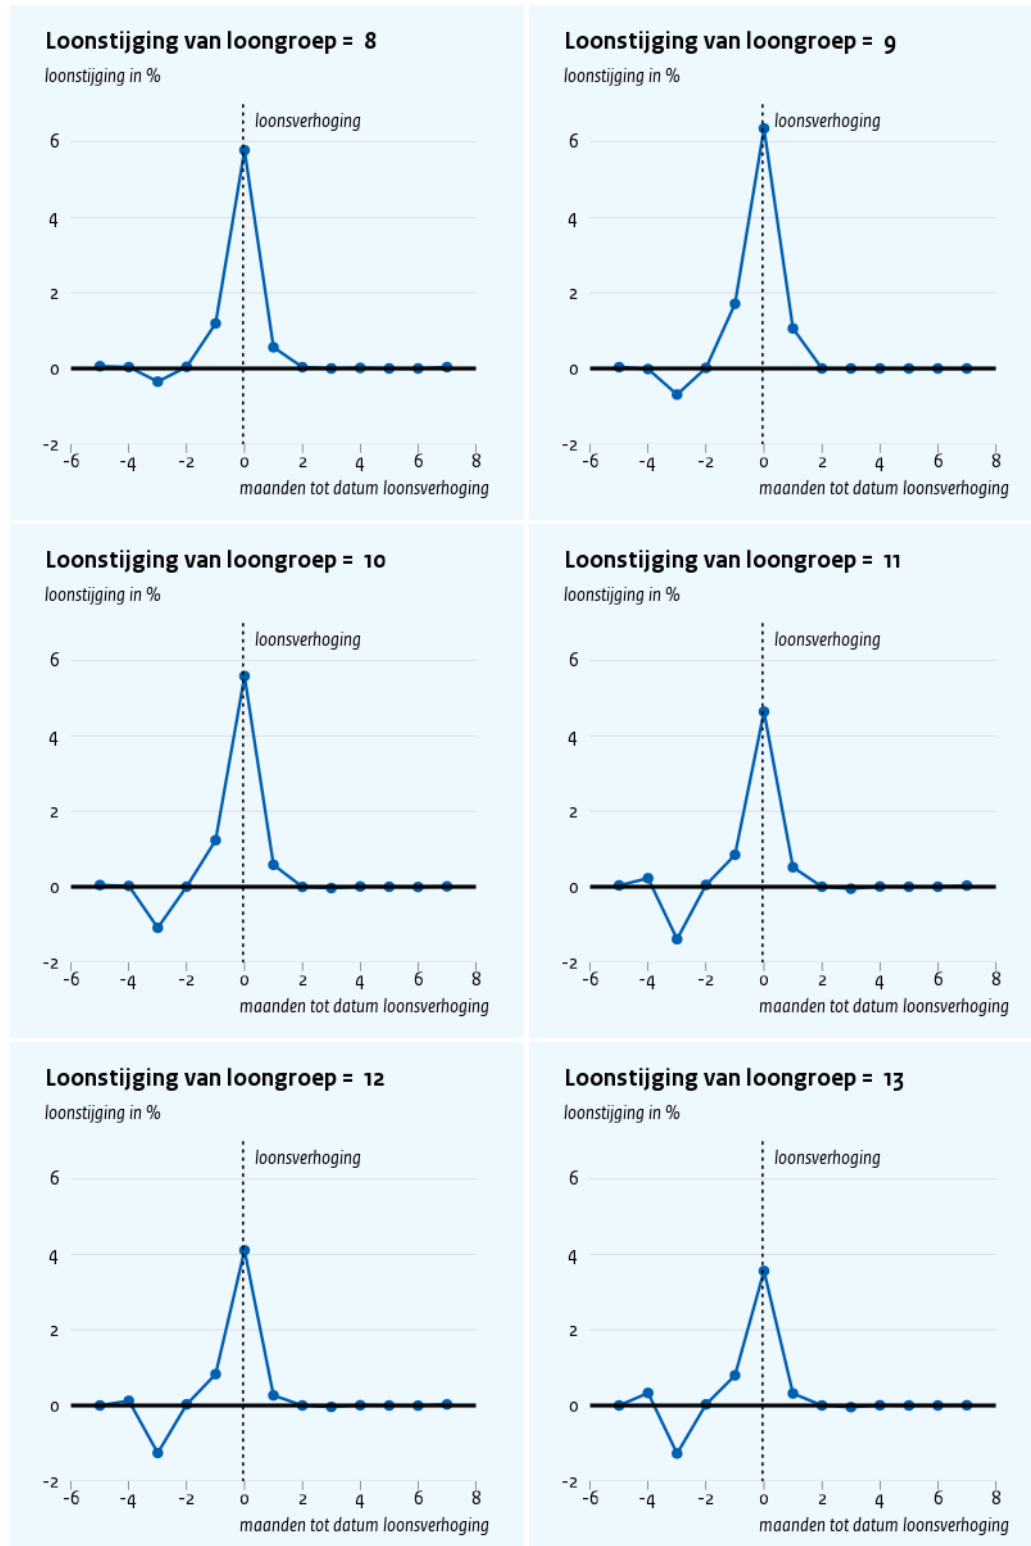 Loonstijging van loongroep = 8
loonstijging in %
loonsverhoging
6
4
2
0
-2
-6 -4 -2 0 2 4 6 8
maanden tot datum loonsverhoging
Loonstijging van loongroep = 9
loonstijging in %
loonsverhoging
6
4
2
0
-2
-6 -4 -2 0 2 4 6 8
maanden tot datum loonsverhoging
Loonstijging van loongroep = 10
loonstijging in %
loonsverhoging
6
4
2
0
-2
-6 -4 -2 0 2 4 6 8
maanden tot datum loonsverhoging
Loonstijging van loongroep = 11
loonstijging in %
loonsverhoging
6
4
2
0
-2
-6 -4 -2 0 2 4 6 8
maanden tot datum loonsverhoging
Loonstijging van loongroep = 12
loonstijging in %
loonsverhoging
6
4
2
0
-2
-6 -4 -2 0 2 4 6 8
maanden tot datum loonsverhoging
Loonstijging van loongroep = 13
loonstijging in %
loonsverhoging
6
4
2
0
-2
-6 -4 -2 0 2 4 6 8
maanden tot datum loonsverhoging